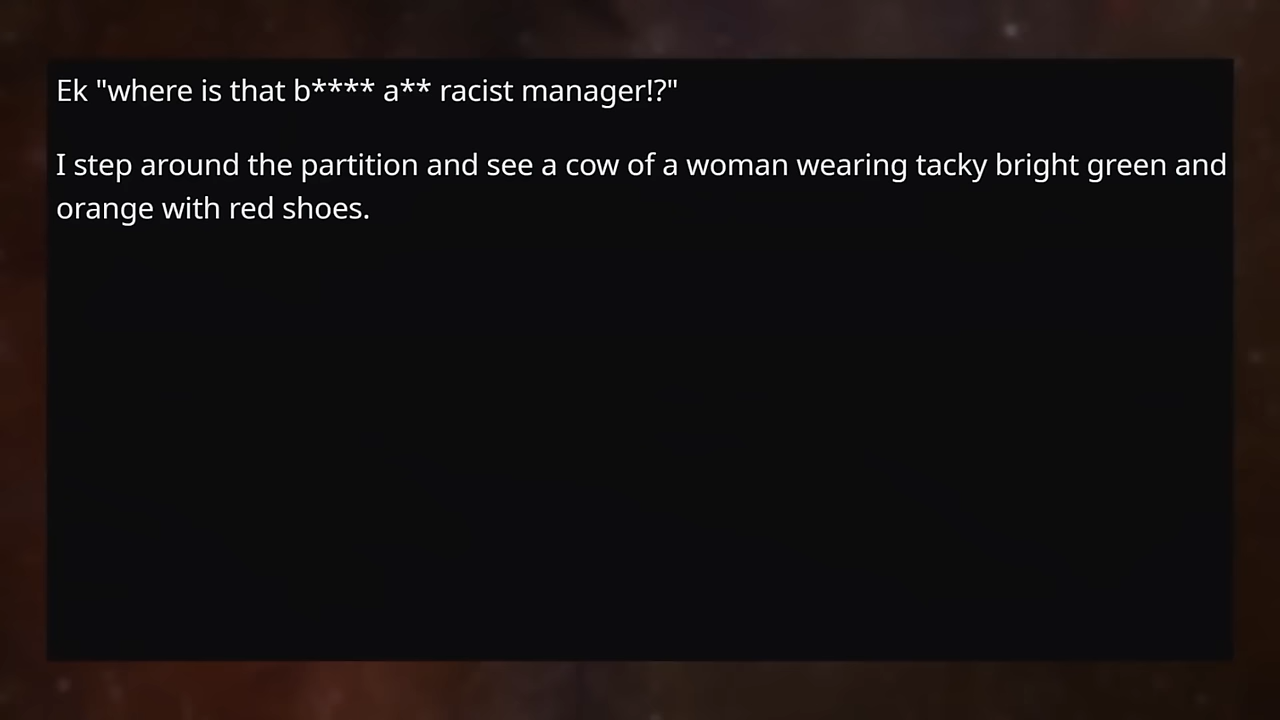 Ek "where is that b**** a** racist manager!?"
I step around the partition and see a cow of a woman wearing tacky bright green and
orange with red shoes.